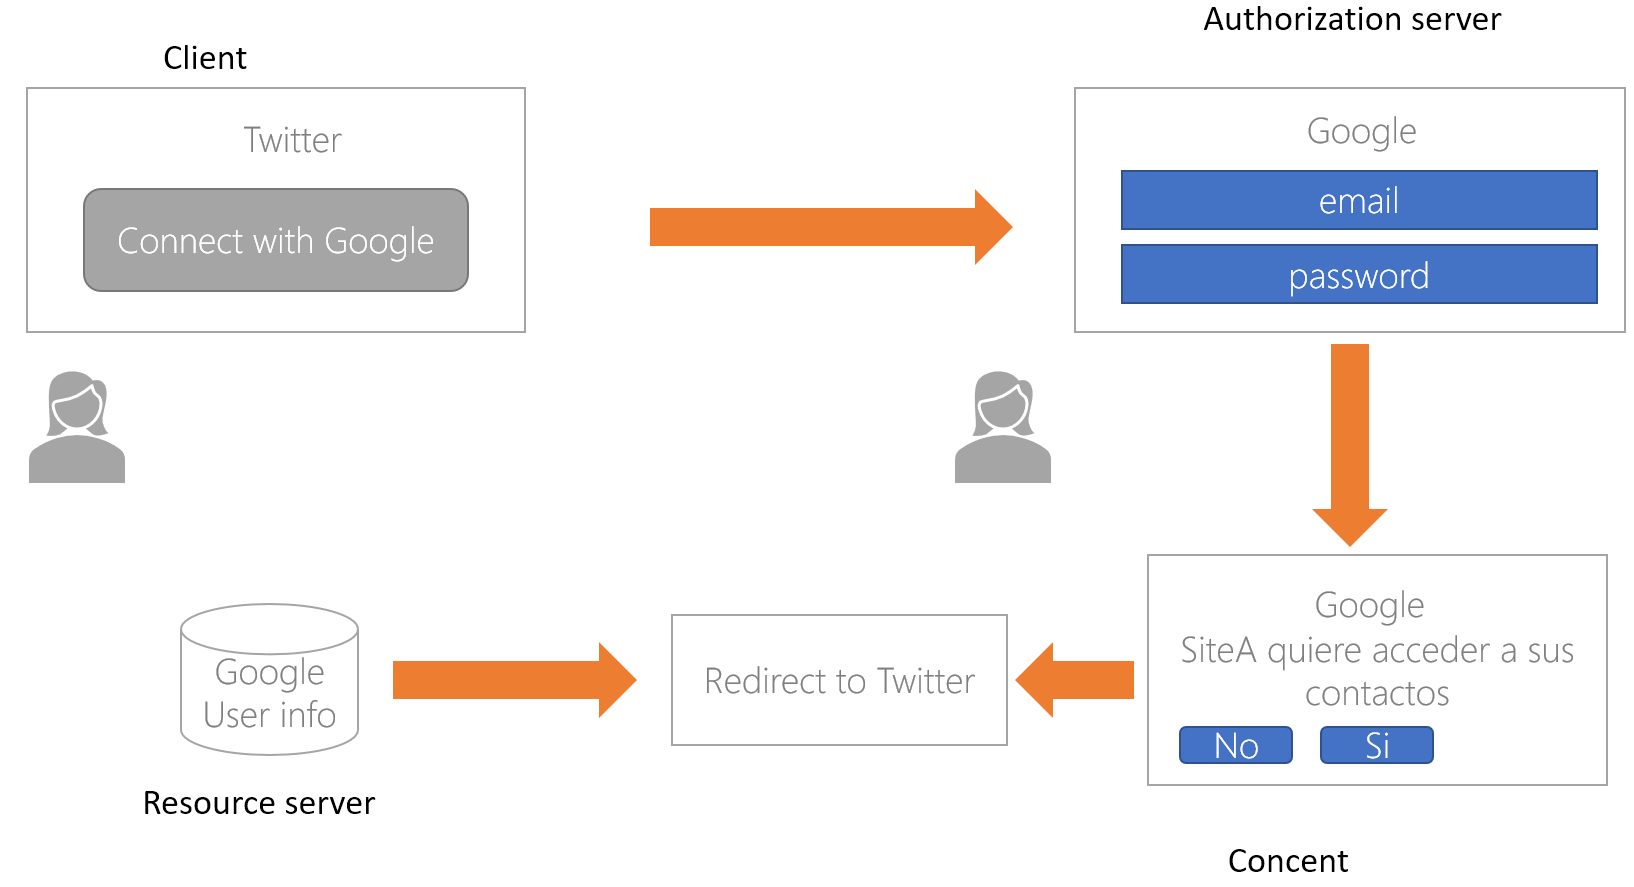 Client
Authorization server
Twitter
Connect with Google
Google
email
password
Google
SiteA quiere acceder a sus
contactos
No
Si
Redirect to Twitter
Google
User info
Resource server
Concent